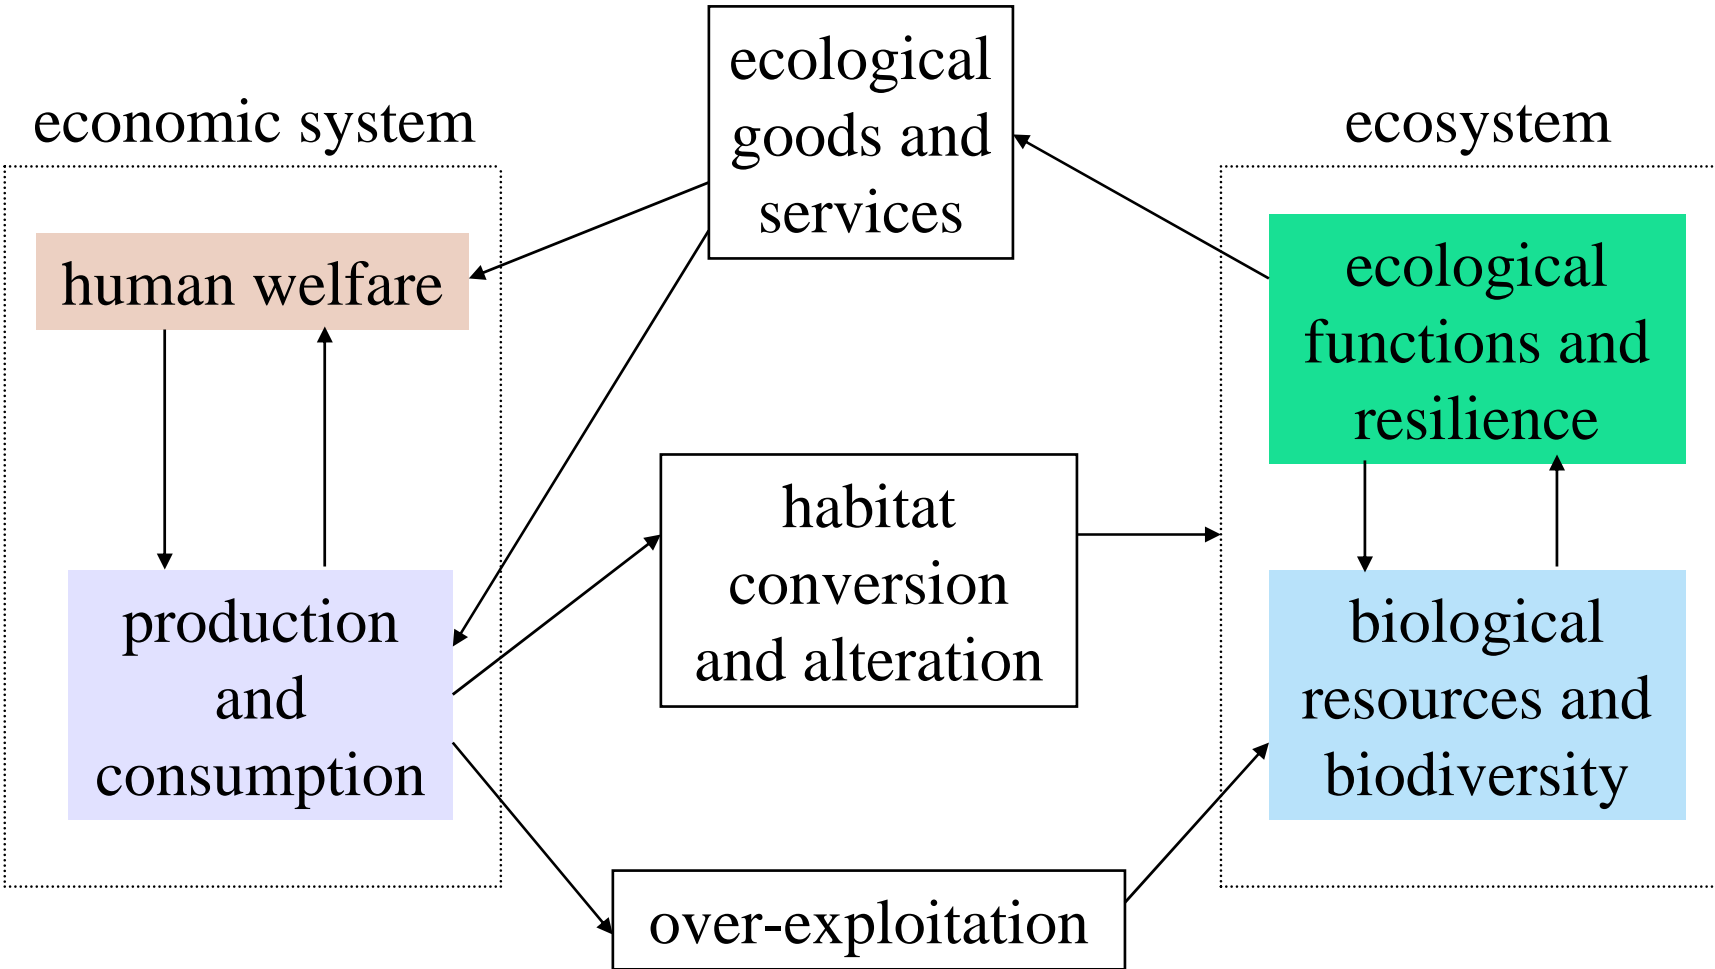 economic system
human welfare
production
and
consumption
ecological
goods and
services
habitat
conversion
and alteration
over-exploitation
ecosystem
ecological
functions and
resilience
biological
resources and
biodiversity